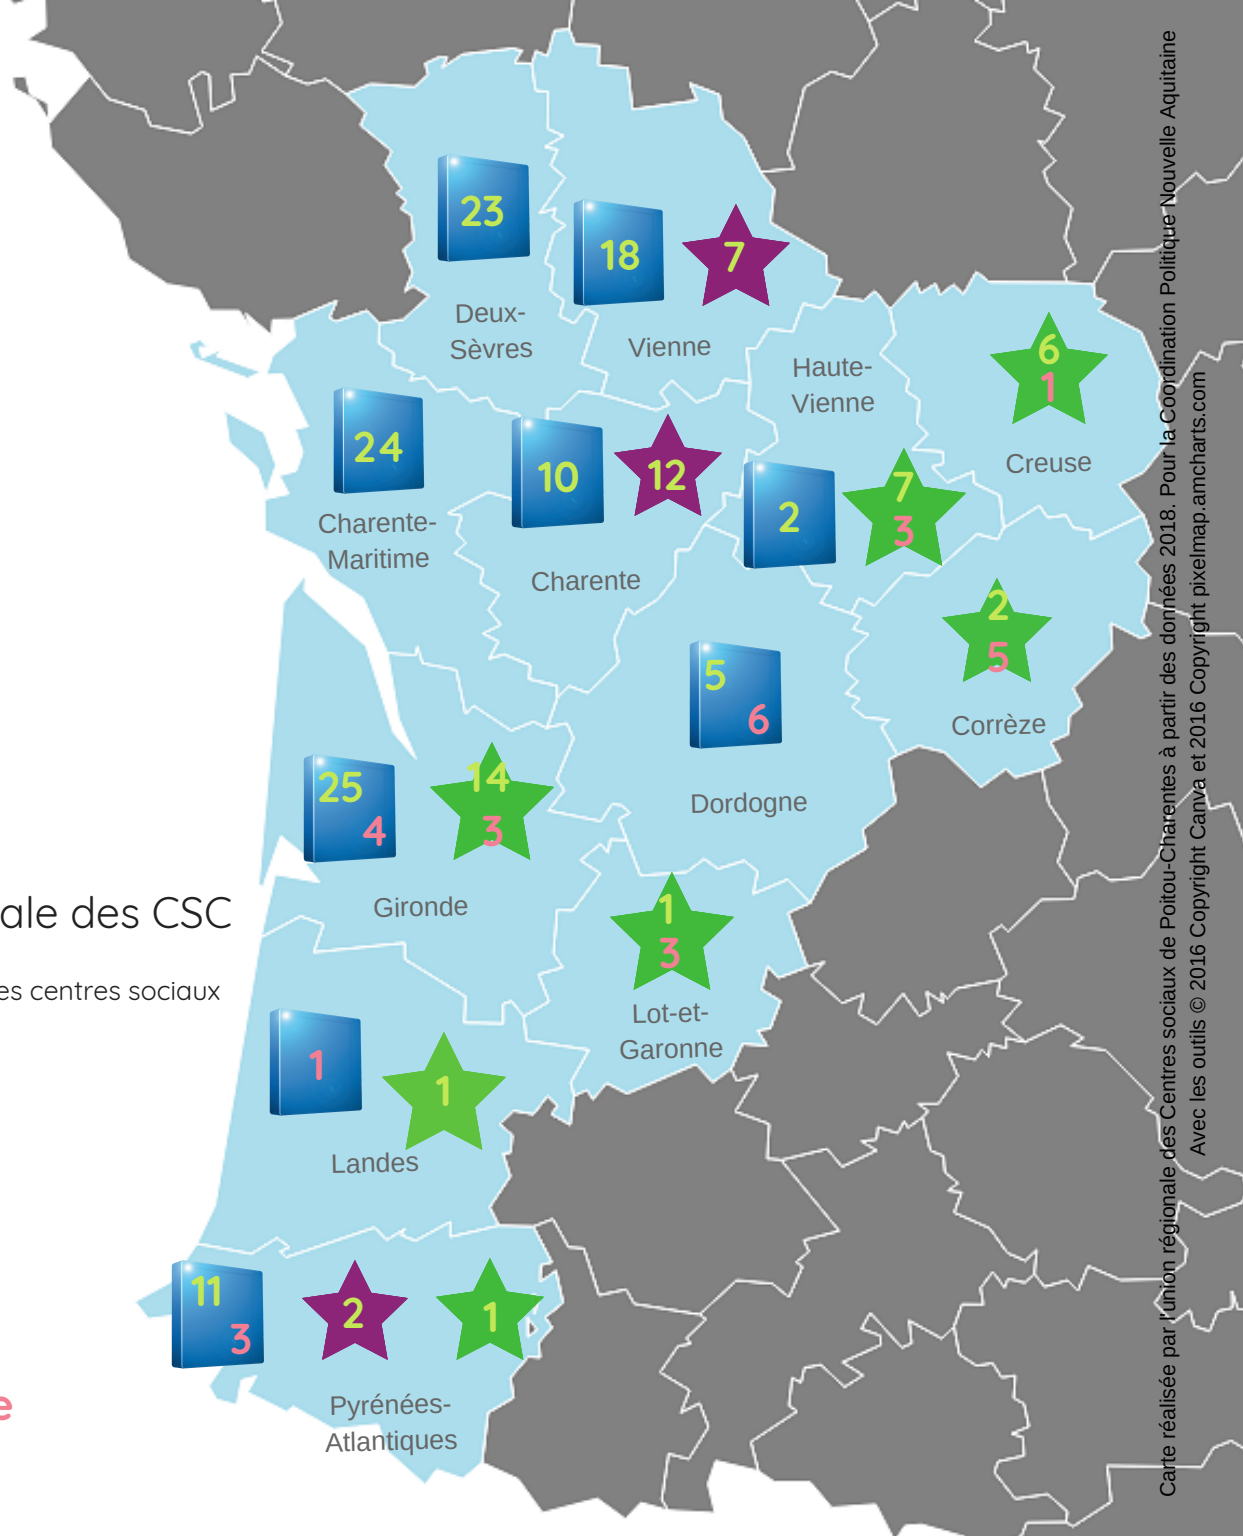 23
18
7
Deux-
Sèvres
Vienne
Haute-
Vienne
6
1
Creuse
24
10
12
2
7
3
Charente-
Maritime
Charente
2
5
Corrèze
5
6
Dordogne
25
4
14
3
Gironde
ale des CSC
es centres sociaux
1
3
Lot-et-
Garonne
1
1
Landes
11
3
2
1
Pyrénées-
Atlantiques
e
Carte réalisée par l'union régionale des Centres sociaux de Poitou-Charentes à partir des données 2018. Pour la Coordination Politique Nouvelle Aquitaine
Avec les outils © 2016 Copyright Canva et 2016 Copyright pixelmap.amcharts.com